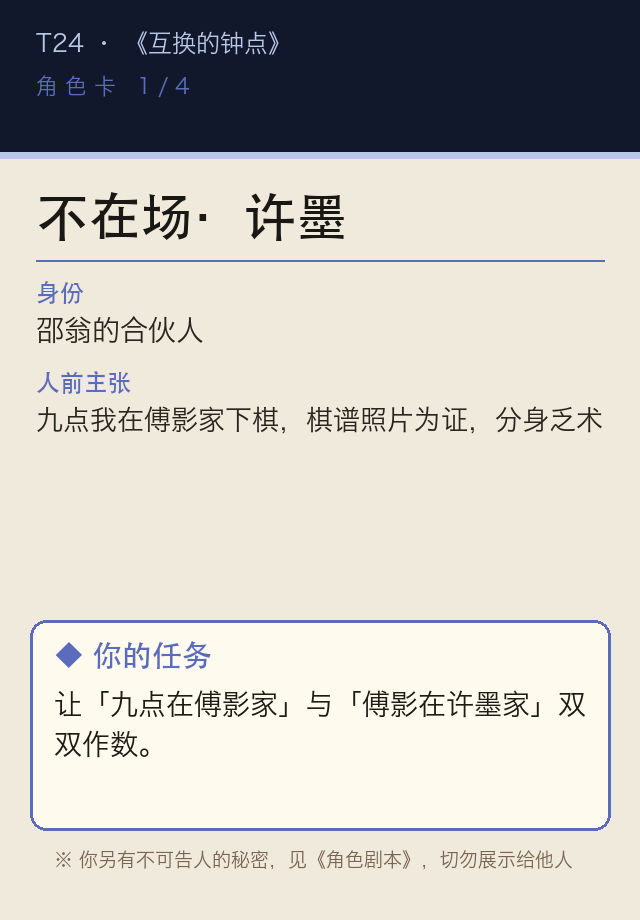 T24 · 《互换的钟点》
角色卡 1/4
不在场· 许墨
身份
邵翁的合伙人
人前主张
九点我在傅影家下棋，棋谱照片为证，分身乏术
◆ 你的任务
让「九点在傅影家」与「傅影在许墨家」双
双作数。
※ 你另有不可告人的秘密，见《角色剧本》，切勿展示给他人